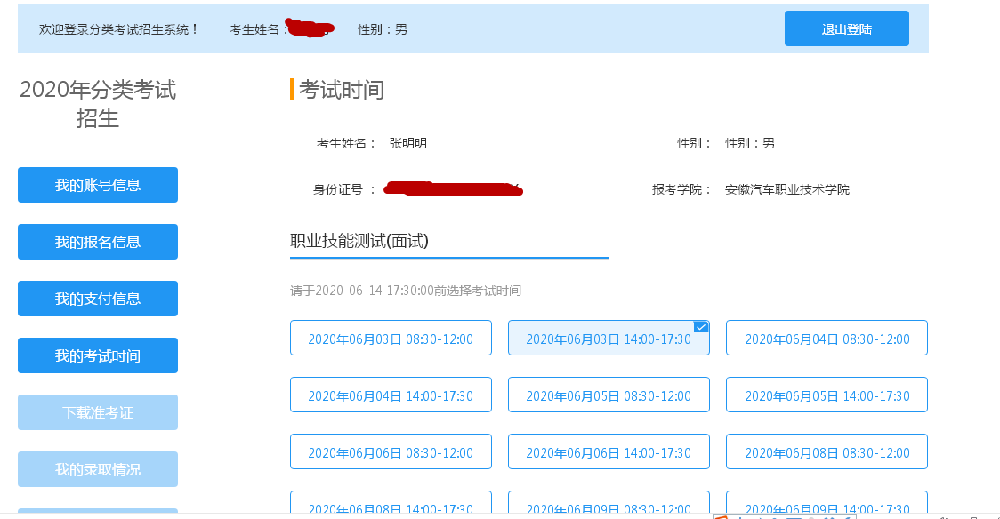 欢迎登录分类考试招生系统！ 考生姓名： 性别：男 退出登陆
2020年分类考试
招生
我的账号信息
我的报名信息
我的支付信息
我的考试时间
下载准考证
我的录取情况
考试时间
考生姓名： 张明明 性别： 性别：男
身份证号： 报考学院： 安徽汽车职业技术学院
职业技能测试(面试)
请于2020-06-14 17:30:00前选择考试时间
2020年06月03日 08:30-12:00 2020年06月03日 14:00-17:30 2020年06月04日 08:30-12:00
2020年06月04日 14:00-17:30 2020年06月05日 08:30-12:00 2020年06月05日 14:00-17:30
2020年06月06日 08:30-12:00 2020年06月06日 14:00-17:30 2020年06月08日 08:30-12:00
2020年06月08日 14:00-17:30 2020年06月09日 08:30-12:00 2020年06月09日 14:00-17:30